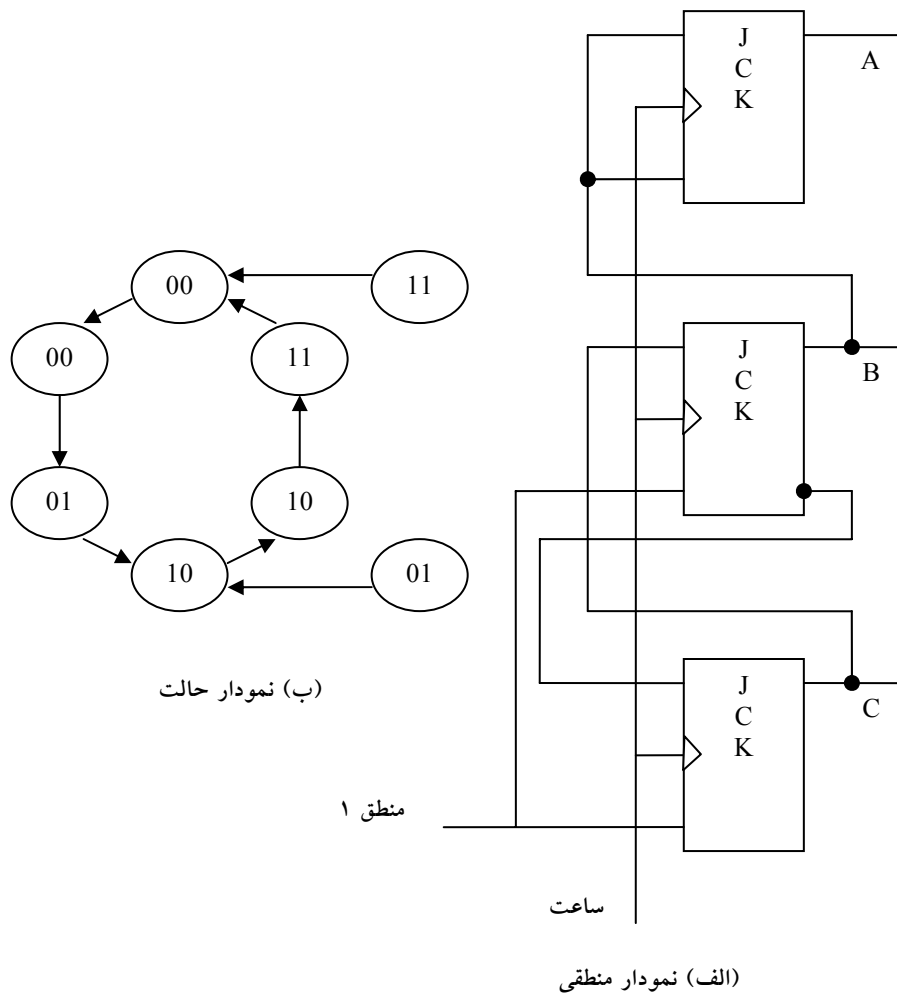 J
C
K
A
00
11
00
11
J
C
K
B
01
10
10
01
(ب) نمودار حالت
J
C
K
C
منطق ۱
ساعت
(الف) نمودار منطقی